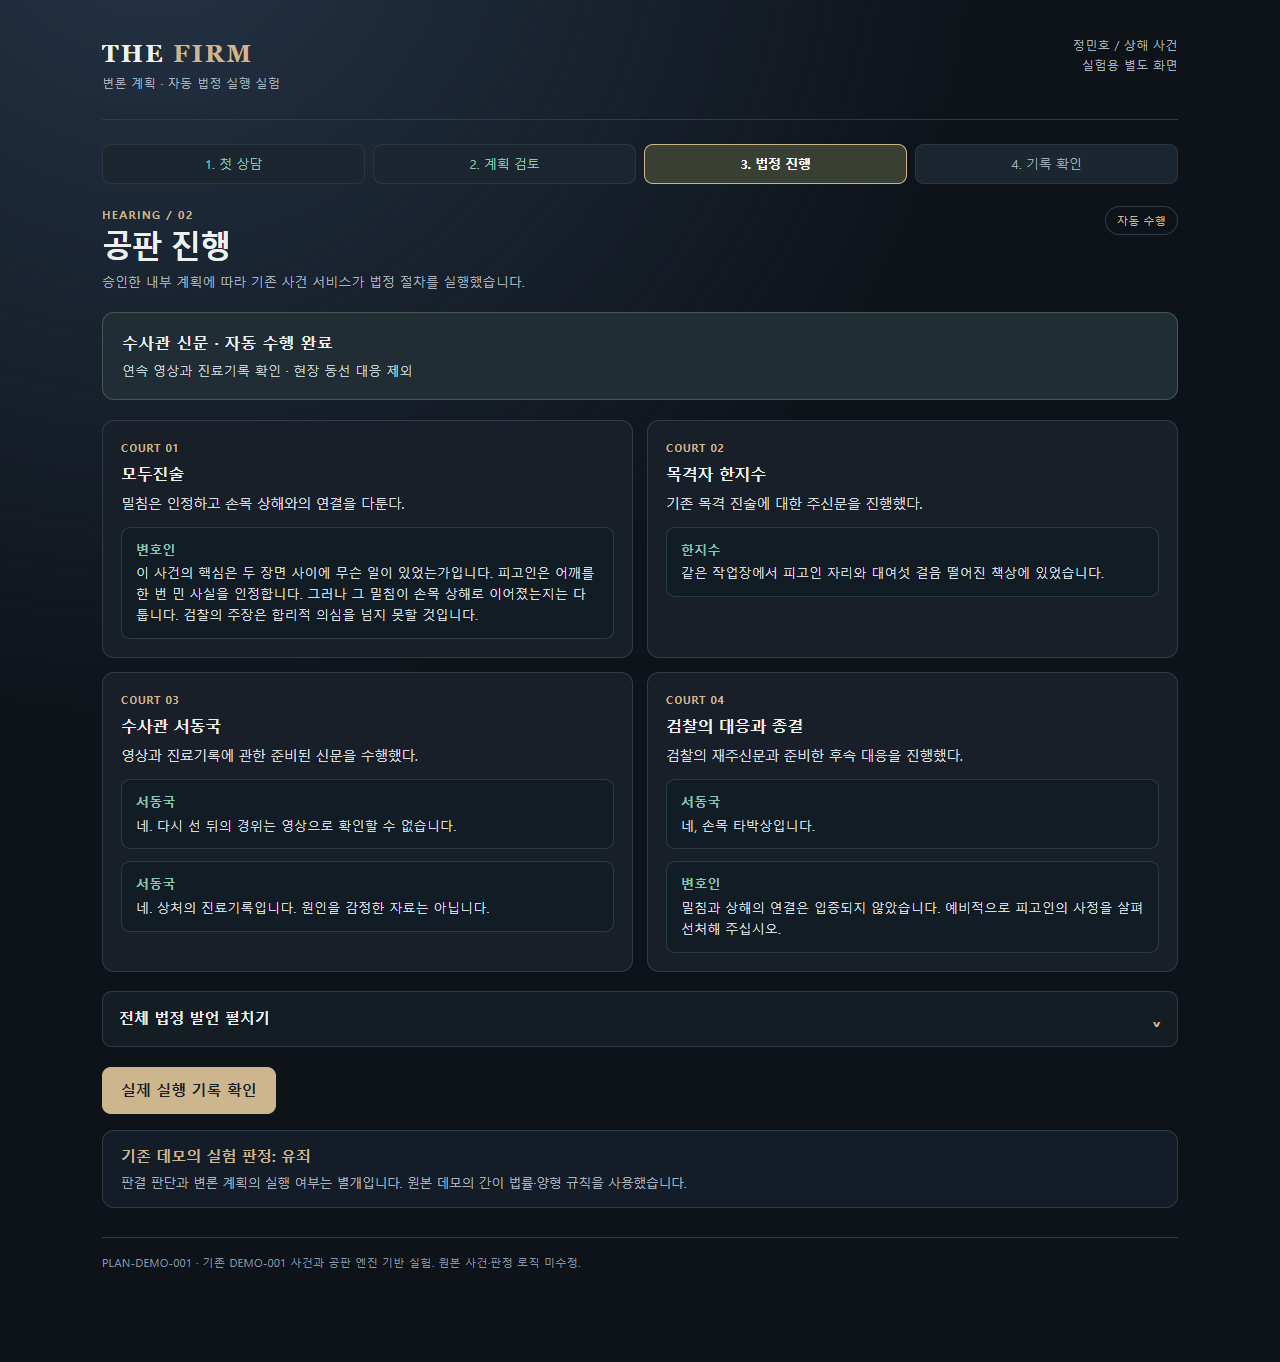 THE FIRM
변론 계획 · 자동 법정 실행 실험
정민호 / 상해 사건
실험용 별도 화면
1. 첫 상담
2. 계획 검토
3. 법정 진행
4. 기록 확인
HEARING / 02
공판 진행
승인한 내부 계획에 따라 기존 사건 서비스가 법정 절차를 실행했습니다.
자동 수행
수사관 신문 · 자동 수행 완료
연속 영상과 진료기록 확인 · 현장 동선 대응 제외
COURT 01
모두진술
밀침은 인정하고 손목 상해와의 연결을 다툰다.
변호인
이 사건의 핵심은 두 장면 사이에 무슨 일이 있었는가입니다. 피고인은 어깨를
한 번 민 사실을 인정합니다. 그러나 그 밀침이 손목 상해로 이어졌는지는 다
툽니다. 검찰의 주장은 합리적 의심을 넘지 못할 것입니다.
COURT 02
목격자 한지수
기존 목격 진술에 대한 주신문을 진행했다.
한지수
같은 작업장에서 피고인 자리와 대여섯 걸음 떨어진 책상에 있었습니다.
COURT 03
수사관 서동국
영상과 진료기록에 관한 준비된 신문을 수행했다.
서동국
네. 다시 선 뒤의 경위는 영상으로 확인할 수 없습니다.
서동국
네. 상처의 진료기록입니다. 원인을 감정한 자료는 아닙니다.
COURT 04
검찰의 대응과 종결
검찰의 재주신문과 준비한 후속 대응을 진행했다.
서동국
네, 손목 타박상입니다.
변호인
밀침과 상해의 연결은 입증되지 않았습니다. 예비적으로 피고인의 사정을 살펴
선처해 주십시오.
전체 법정 발언 펼치기
실제 실행 기록 확인
기존 데모의 실험 판정: 유죄
판결 판단과 변론 계획의 실행 여부는 별개입니다. 원본 데모의 간이 법률·양형 규칙을 사용했습니다.
PLAN-DEMO-001 · 기존 DEMO-001 사건과 공판 엔진 기반 실험. 원본 사건·판정 로직 미수정.